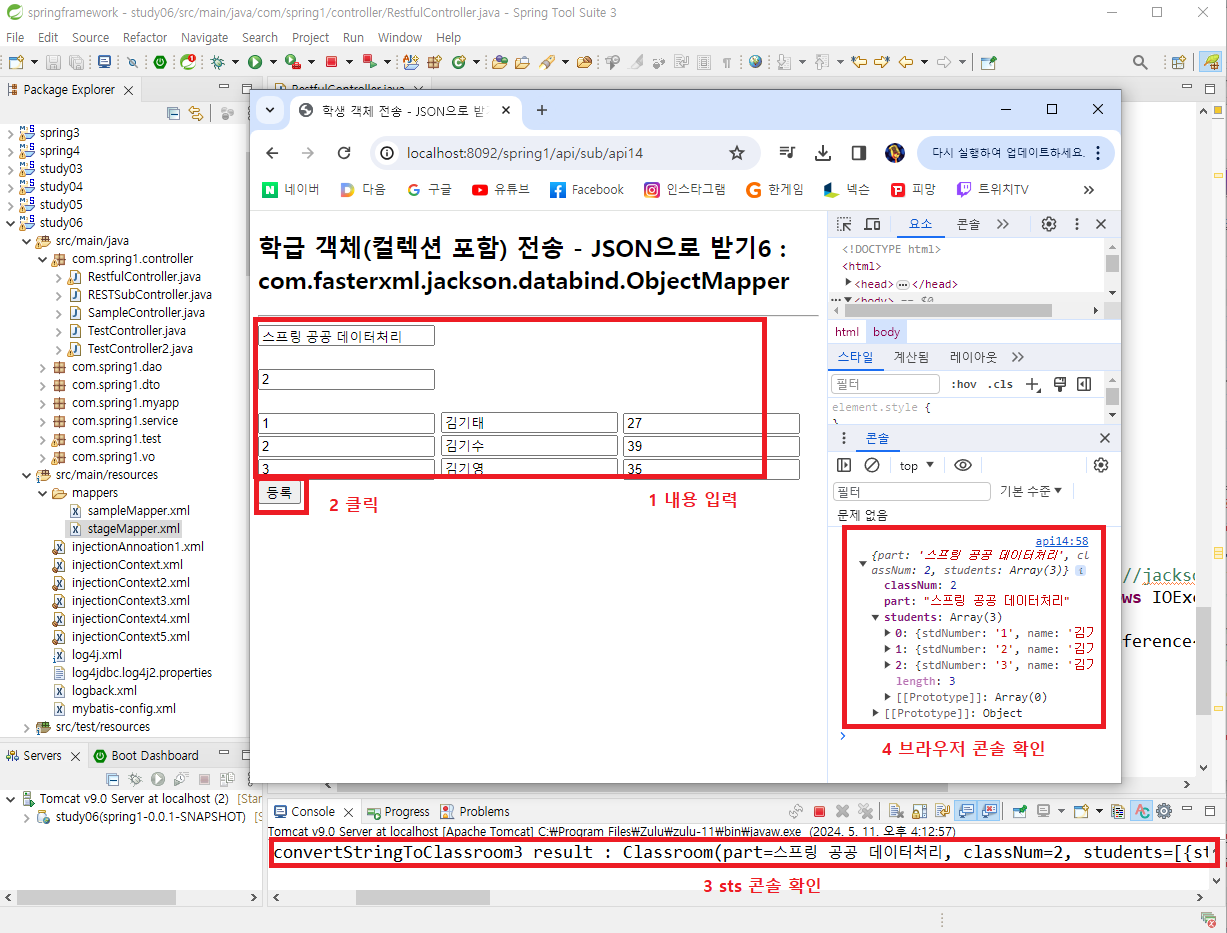 springframework - study06/src/main/java/com/spring1/controller/RestfulController.java - Spring Tool Suite 3
File Edit Source Refactor Navigate Search Project Run Window Help
Package Explorer
spring3
spring4
study03
study04
study05
study06
src/main/java
com.spring1.controller
RestfulController.java
RESTSubController.java
SampleController.java
TestController.java
TestController2.java
com.spring1.dao
com.spring1.dto
com.spring1.myapp
com.spring1.service
com.spring1.test
com.spring1.vo
src/main/resources
mappers
sampleMapper.xml
stageMapper.xml
injectionAnnoation1.xml
injectionContext.xml
injectionContext2.xml
injectionContext3.xml
injectionContext4.xml
injectionContext5.xml
log4j.xml
log4jdbc.log4j2.properties
logback.xml
mybatis-config.xml
src/test/resources
Servers Boot Dashboard
Tomcat v9.0 Server at localhost (2) [Star
study06(spring1-0.0.1-SNAPSHOT) [S
RestfulController.java
학생 객체 전송 - JSON으로 받기
localhost:8092/spring1/api/sub/api14
다시 실행하여 업데이트하세요.
네이버 다음 구글 유튜브 Facebook 인스타그램 한게임 넥슨 피망 트위치TV
학급 객체(컬렉션 포함) 전송 - JSON으로 받기6 :
com.fasterxml.jackson.databind.ObjectMapper
스프링 공공 데이터처리
2
1 김기태 27
2 김기수 39
3 김기영 35
등록
2 클릭
1 내용 입력
요소 콘솔
<!DOCTYPE html>
<html>
<head> </head>
<body> == $0
html body
스타일 계산됨 레이아웃
필터 :hov .cls
element.style {
}
콘솔
top
필터 기본 수준
문제 없음
api14:58
{part: '스프링 공공 데이터처리', cl
assNum: 2, students: Array(3)} i
classNum: 2
part: "스프링 공공 데이터처리"
students: Array(3)
0: {stdNumber: '1', name: '김기
1: {stdNumber: '2', name: '김기
2: {stdNumber: '3', name: '김기
length: 3
[[Prototype]]: Array(0)
[[Prototype]]: Object
4 브라우저 콘솔 확인
//jackso
ws IOExc
ference<
Console Progress Problems
Tomcat v9.0 Server at localhost [Apache Tomcat] C:₩Program Files₩Zulu₩zulu-11₩bin₩javaw.exe (2024. 5. 11. 오후 4:12:57)
convertStringToClassroom3 result : Classroom(part=스프링 공공 데이터처리, classNum=2, students=[{st
3 sts 콘솔 확인